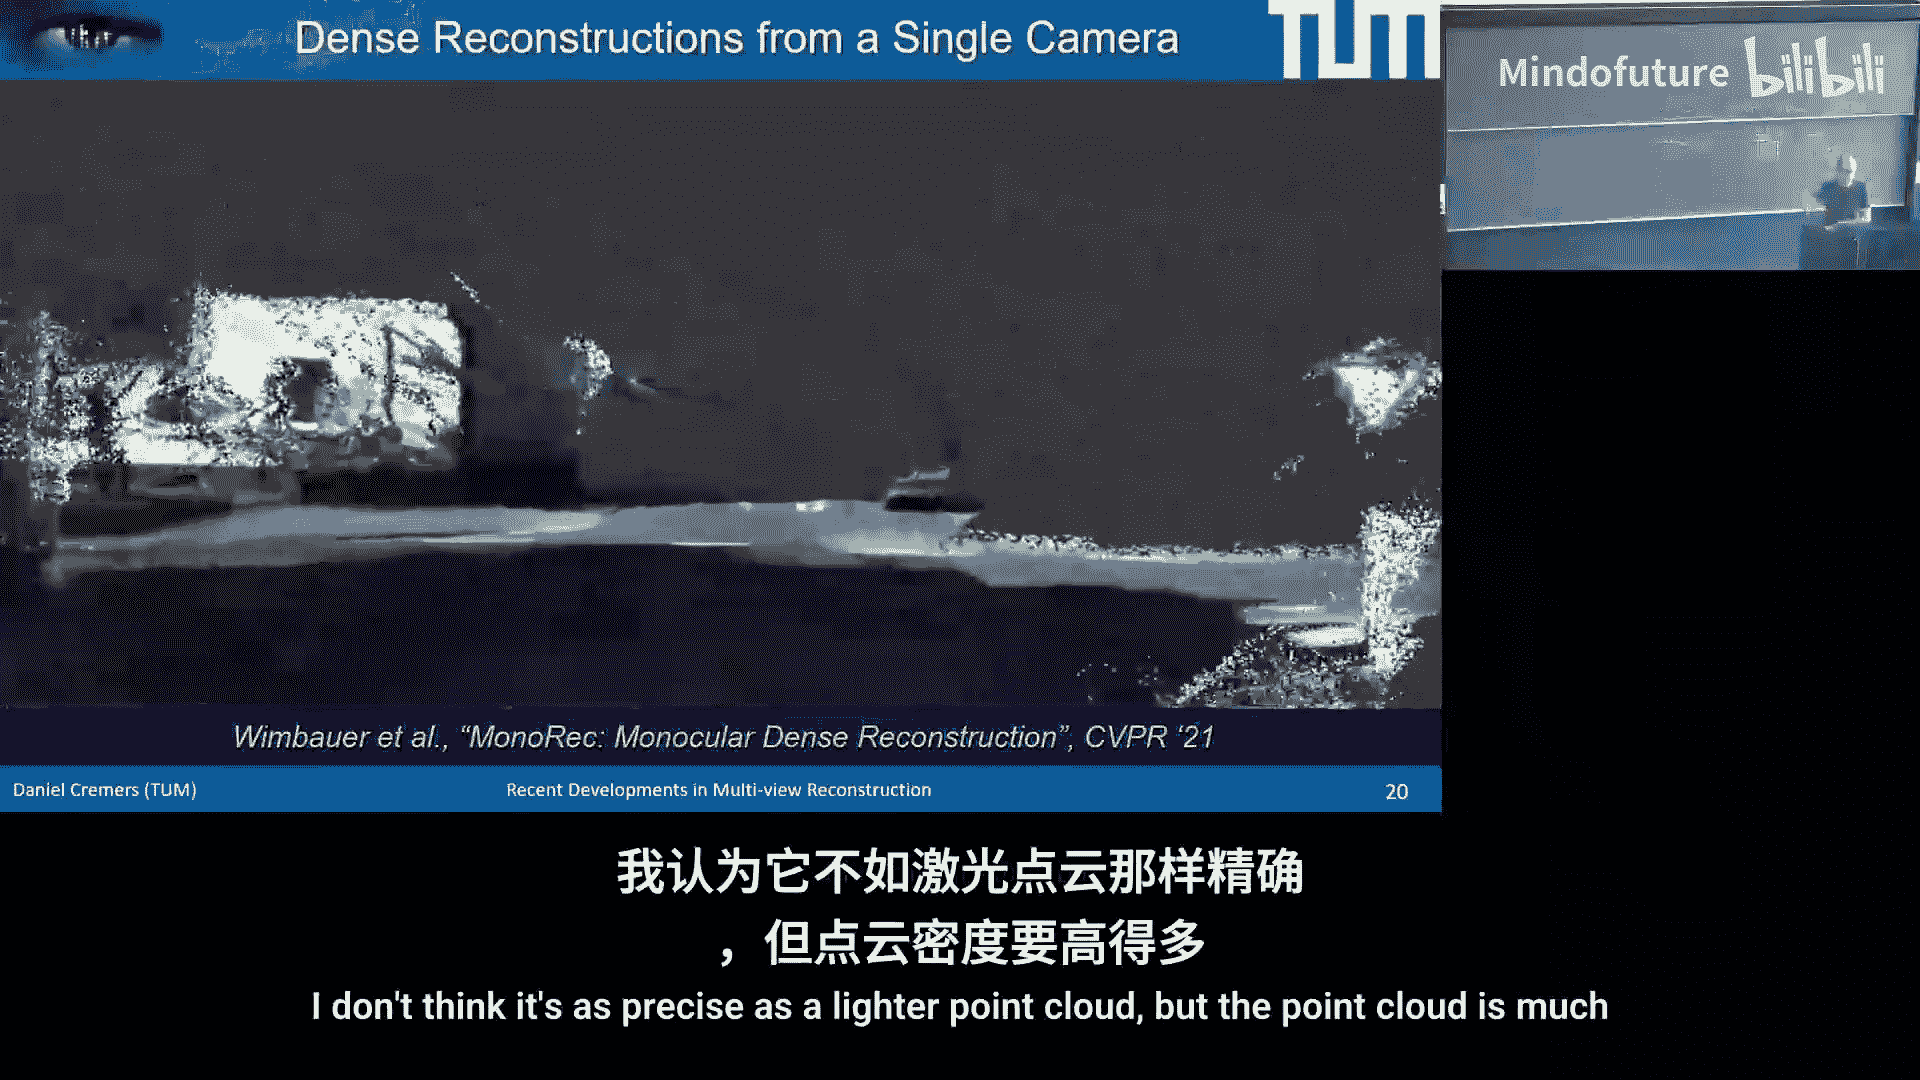 Dense Reconstructions from a Single Camera
TUM
Mindofuture bilibili
Wimbauer et al., “MonoRec: Monocular Dense Reconstruction”, CVPR ‘21
Daniel Cremers (TUM)
Recent Developments in Multi-view Reconstruction
20
我认为它不如激光点云那样精确
，但点云密度要高得多
I don't think it's as precise as a lighter point cloud, but the point cloud is much